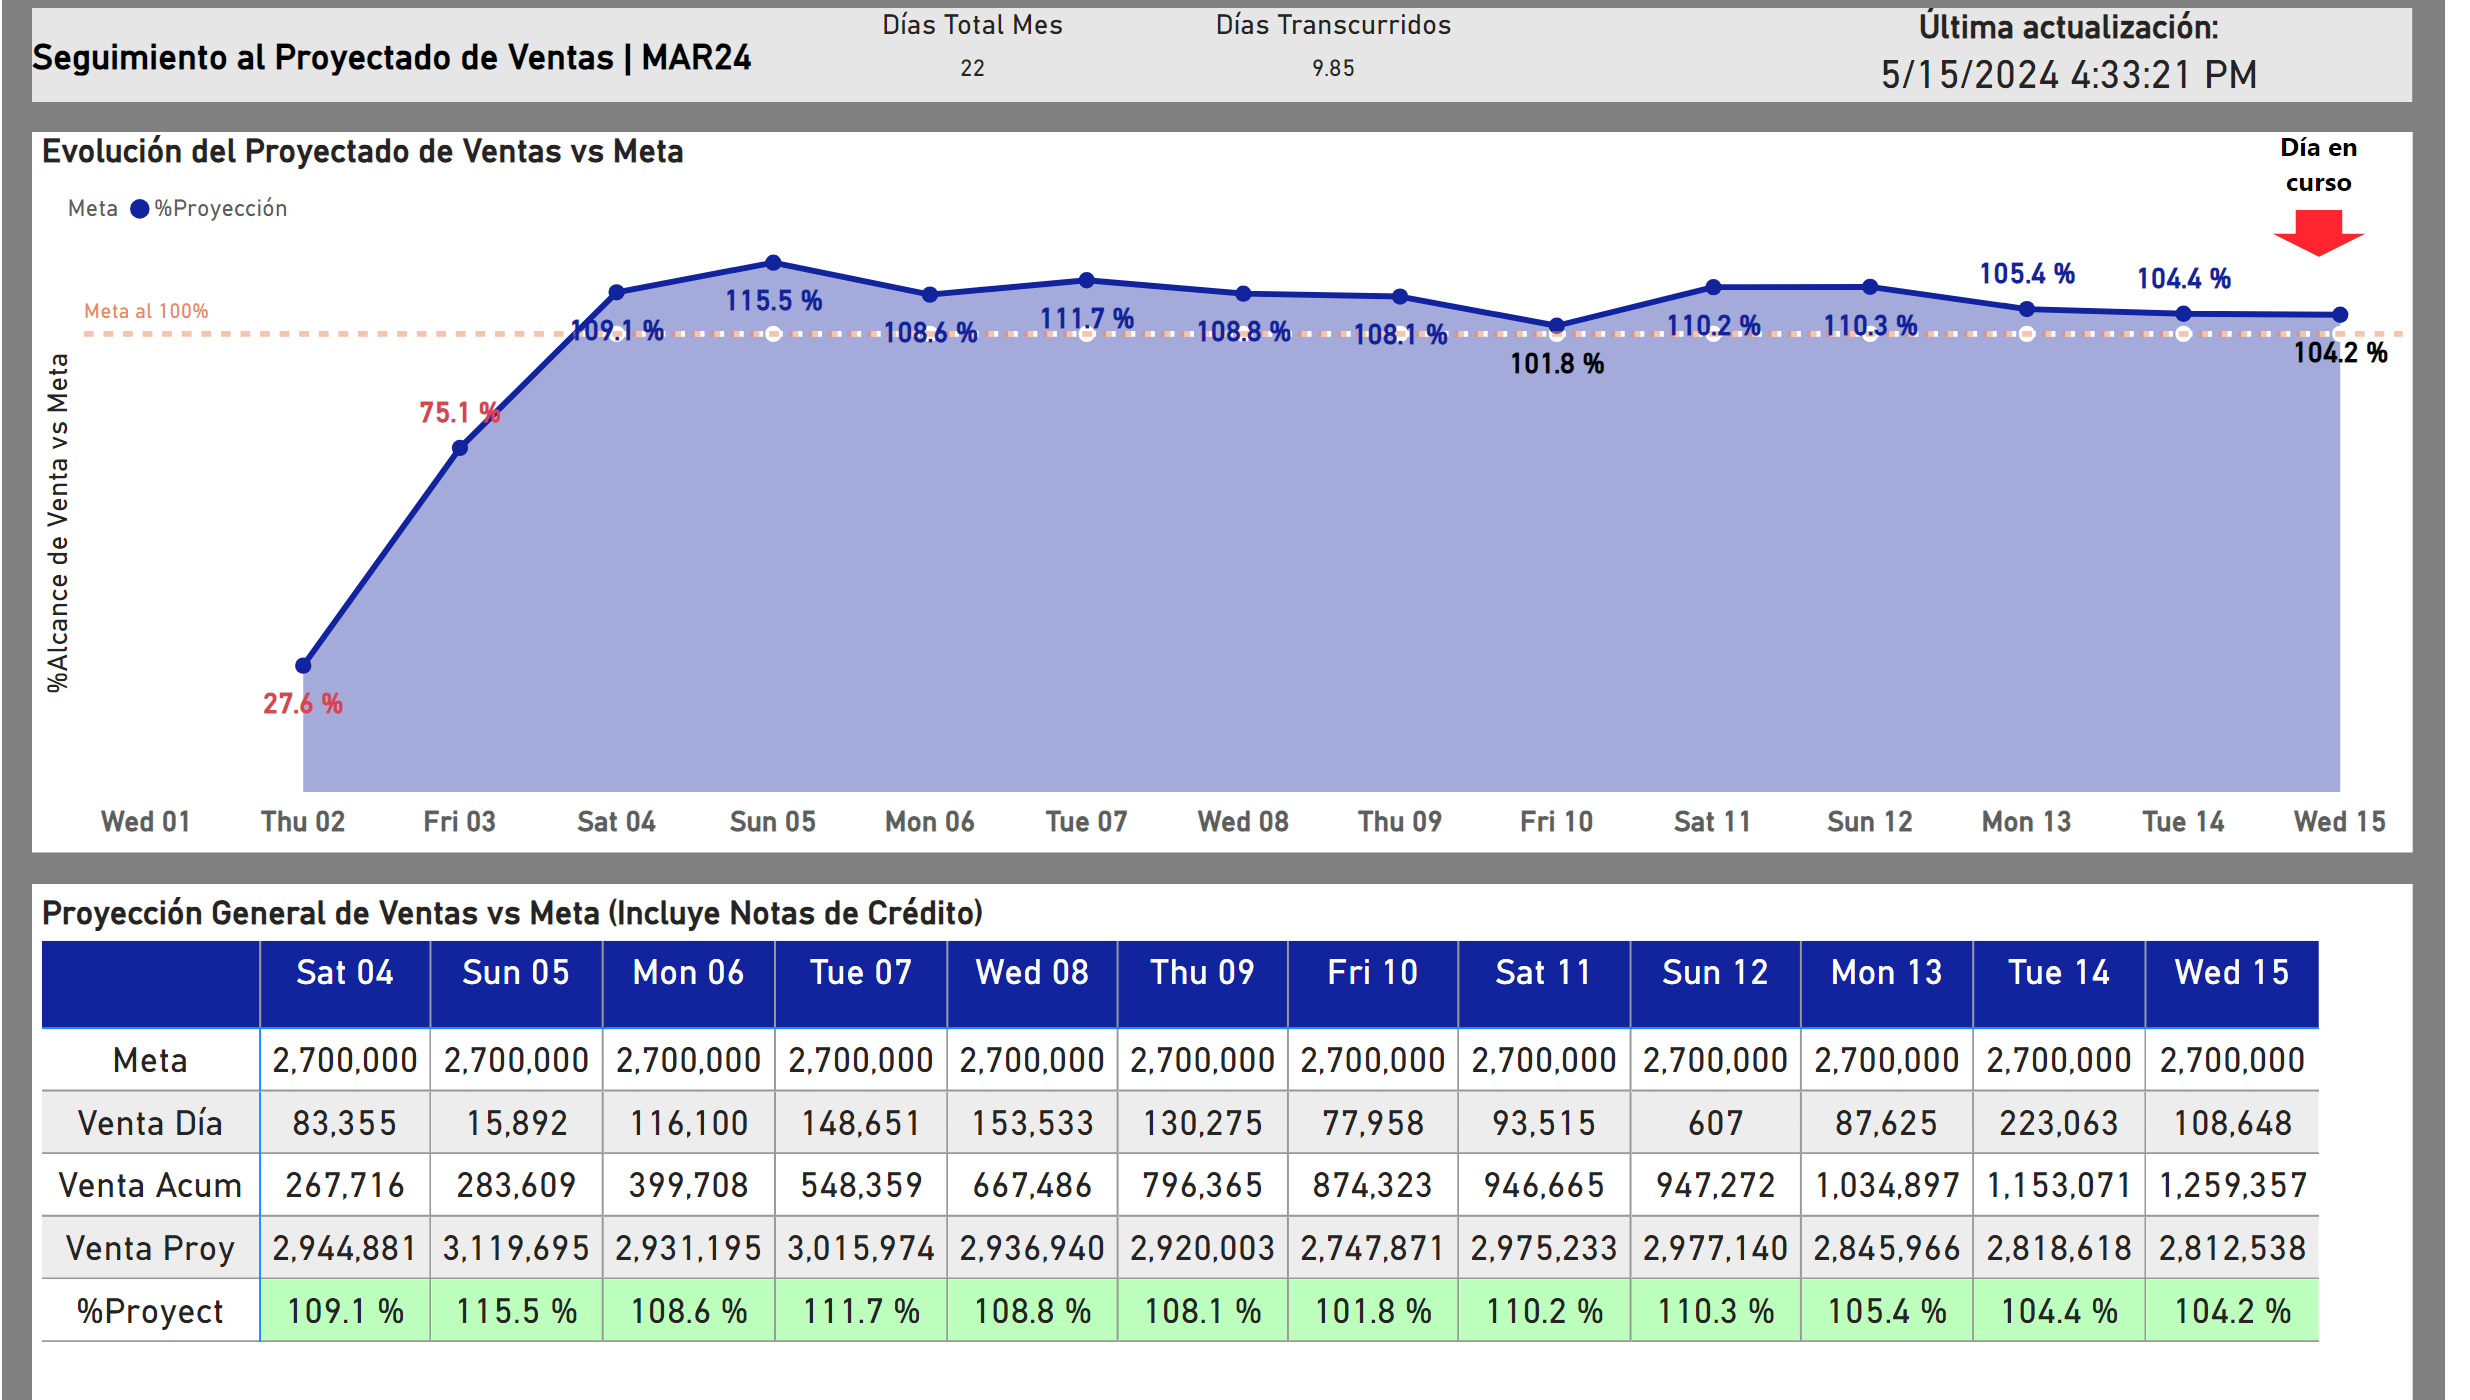 Seguimiento al Proyectado de Ventas | MAR24
Días Total Mes
22
Días Transcurridos
9.85
Última actualización:
5/15/2024 4:33:21 PM
Evolución del Proyectado de Ventas vs Meta
Día en
curso
Meta %Proyección
Meta al 100%
%Alcance de Venta vs Meta
27.6 %
75.1 %
109.1 %
115.5 %
108.6 %
111.7 %
108.8 %
108.1 %
101.8 %
110.2 %
110.3 %
105.4 %
104.4 %
104.2 %
Wed 01 Thu 02 Fri 03 Sat 04 Sun 05 Mon 06 Tue 07 Wed 08 Thu 09 Fri 10 Sat 11 Sun 12 Mon 13 Tue 14 Wed 15
Proyección General de Ventas vs Meta (Incluye Notas de Crédito)
Sat 04 Sun 05 Mon 06 Tue 07 Wed 08 Thu 09 Fri 10 Sat 11 Sun 12 Mon 13 Tue 14 Wed 15
Meta 2,700,000 2,700,000 2,700,000 2,700,000 2,700,000 2,700,000 2,700,000 2,700,000 2,700,000 2,700,000 2,700,000 2,700,000
Venta Día 83,355 15,892 116,100 148,651 153,533 130,275 77,958 93,515 607 87,625 223,063 108,648
Venta Acum 267,716 283,609 399,708 548,359 667,486 796,365 874,323 946,665 947,272 1,034,897 1,153,071 1,259,357
Venta Proy 2,944,881 3,119,695 2,931,195 3,015,974 2,936,940 2,920,003 2,747,871 2,975,233 2,977,140 2,845,966 2,818,618 2,812,538
%Proyect 109.1 % 115.5 % 108.6 % 111.7 % 108.8 % 108.1 % 101.8 % 110.2 % 110.3 % 105.4 % 104.4 % 104.2 %